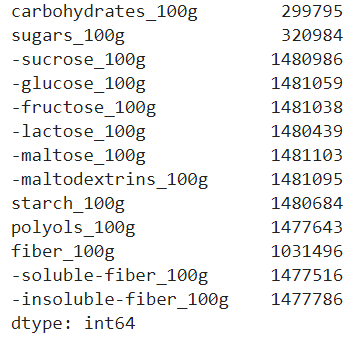 carbohydrates_100g 299795
sugars_100g 320984
-sucrose_100g 1480986
-glucose_100g 1481059
-fructose_100g 1481038
-lactose_100g 1480439
-maltose_100g 1481103
-maltodextrins_100g 1481095
starch_100g 1480684
polyols_100g 1477643
fiber_100g 1031496
-soluble-fiber_100g 1477516
-insoluble-fiber_100g 1477786
dtype: int64